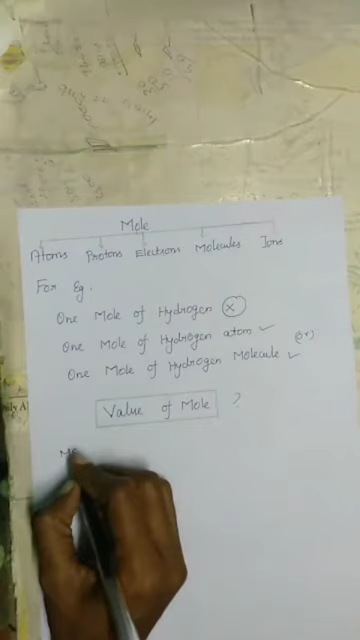 Mole
Atoms Protons Electrons Molecules Ions
For Eg.
One Mole of Hydrogen ×
One Mole of Hydrogen atom ✓
(or)
One Mole of Hydrogen Molecule ✓
Value of Mole ?